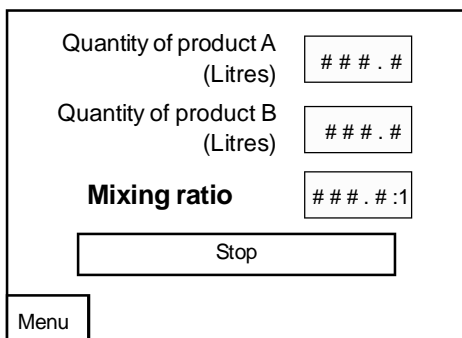 Quantity of product A
(Litres)
# # # . #
Quantity of product B
(Litres)
# # # . #
Mixing ratio
# # # . # :1
Stop
Menu